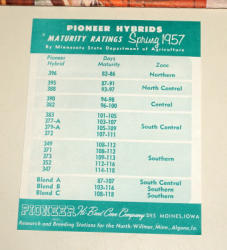 PIONEER HYBRIDS
MATURITY RATINGS Spring 1957
By Minnesota State Department of Agriculture
Pioneer Hybrid Days Maturity Zone
396 82-86 Northern
395 87-91 North Central
388 93-97
390 94-98 Central
382 96-100
383 101-105
377-A 103-107 South Central
379-A 105-109
372 107-111
349 108-112
371 108-112
373 109-113 Southern
352 112-116
347 114-118
Blend A 87-107 South Central
Blend B 103-116 Southern
Blend C 108-118 Southern
PIONEER Hi-Bred Corn Company DES MOINES, IOWA
Research and Breeding Stations for the North: Willmar, Minn., Algona, Ia.